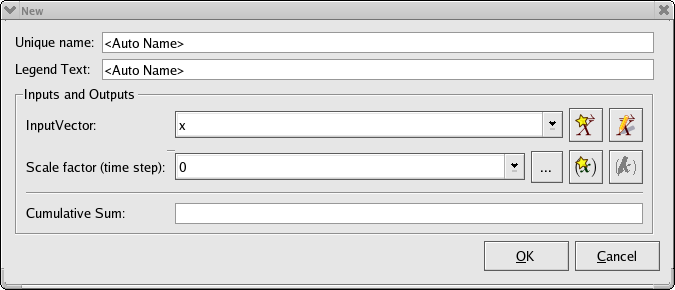 New
Unique name: <Auto Name>
Legend Text: <Auto Name>
Inputs and Outputs
InputVector: x
Scale factor (time step): 0 ... (x)
Cumulative Sum:
OK Cancel